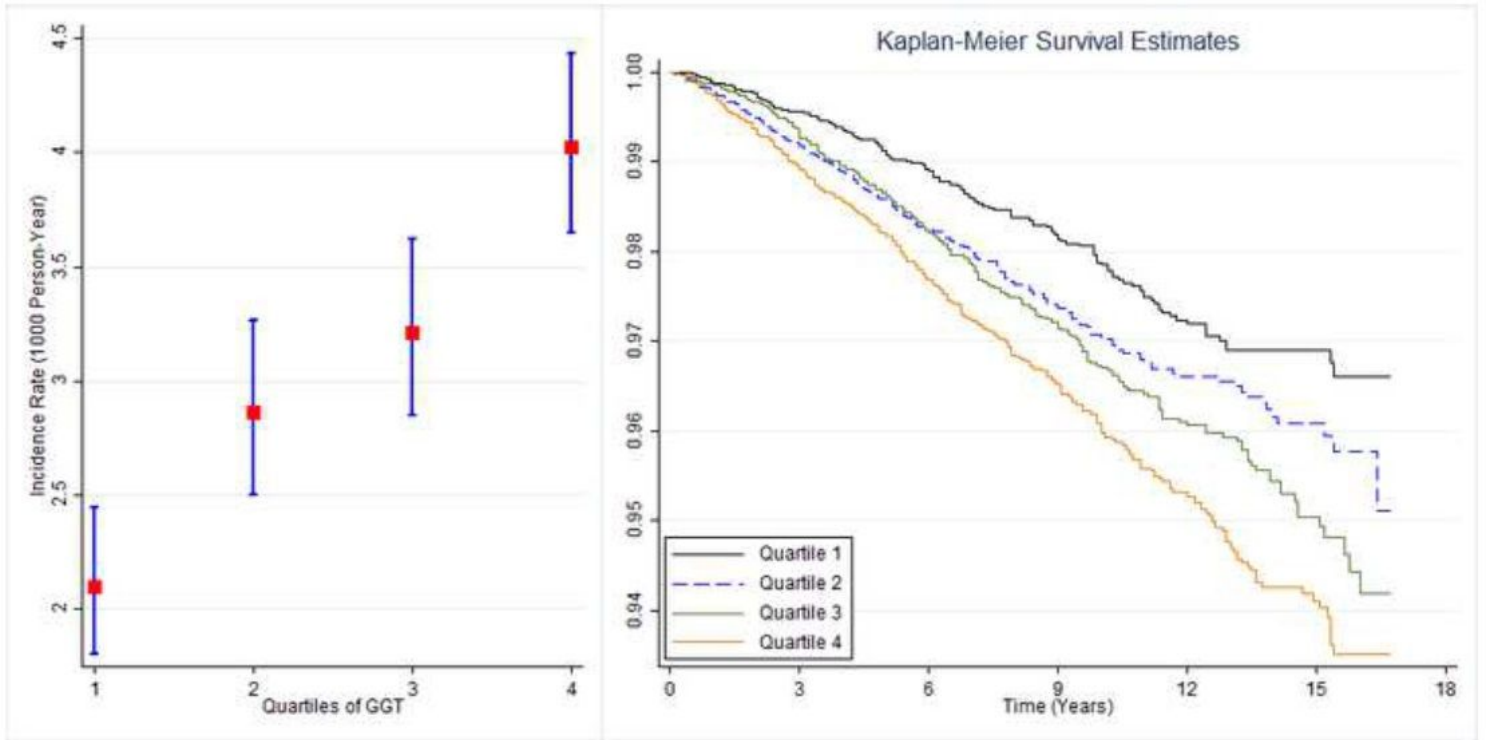 Incidence Rate (1000 Person-Year)
4.5
4
3.5
3
2.5
2
1 2 3 4
Quartiles of GGT
Kaplan-Meier Survival Estimates
1.00
0.99
0.98
0.97
0.96
0.95
0.94
Quartile 1
Quartile 2
Quartile 3
Quartile 4
0 3 6 9 12 15 18
Time (Years)